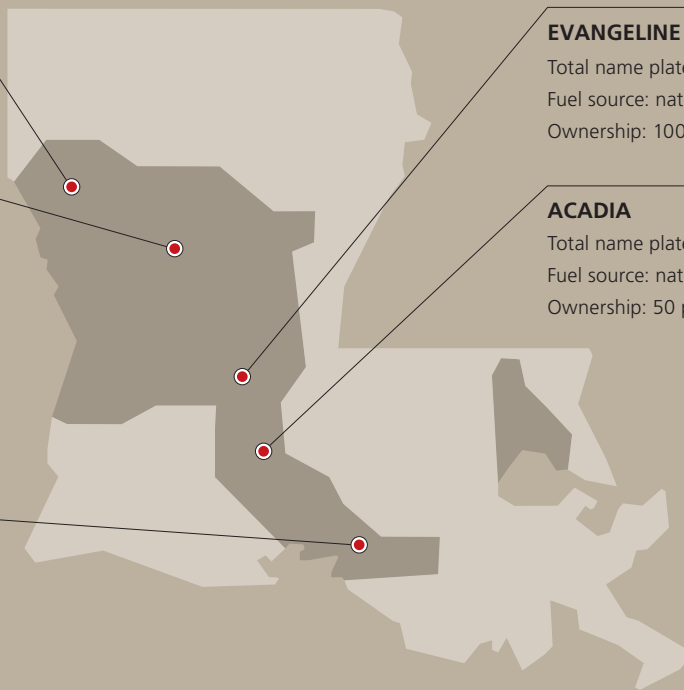 EVANGELINE
Total name plate
Fuel source: nat
Ownership: 100
ACADIA
Total name plate
Fuel source: nat
Ownership: 50 p